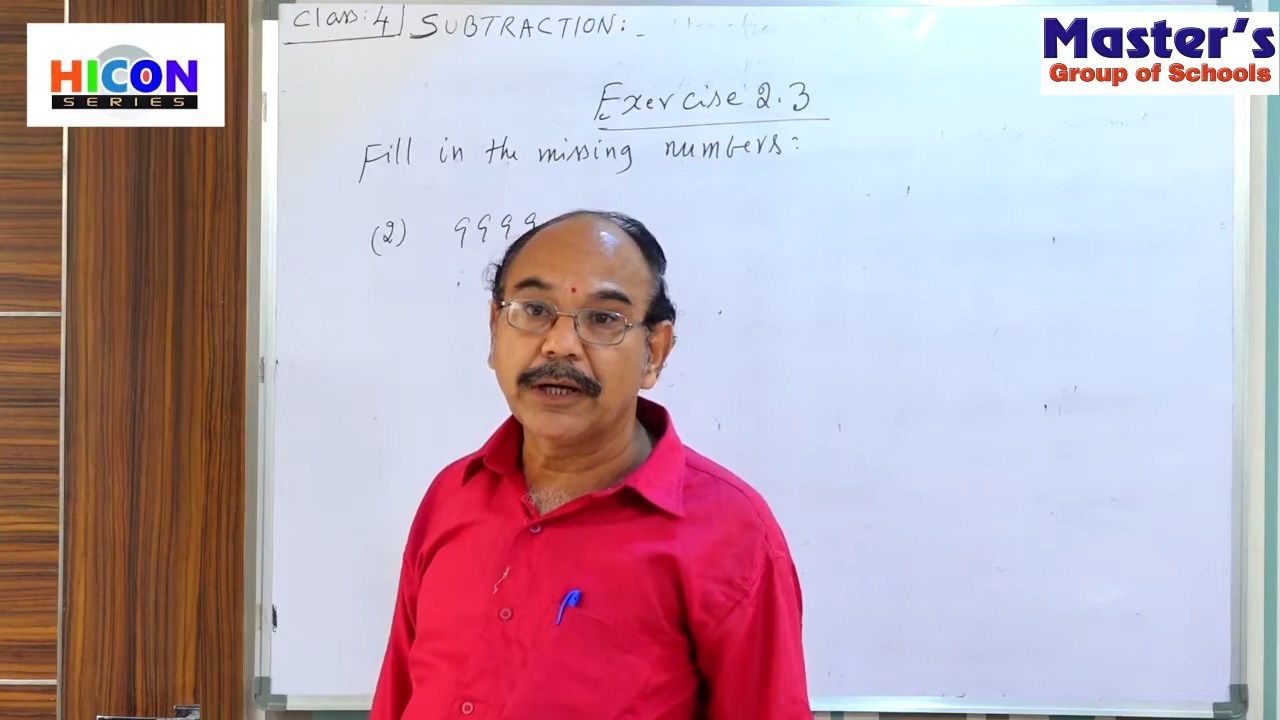 HICON
SERIES
Master's
Group of Schools
Class: 4 SUBTRACTION:-
Exercise 2.3
Fill in the missing numbers:
(2) 9999